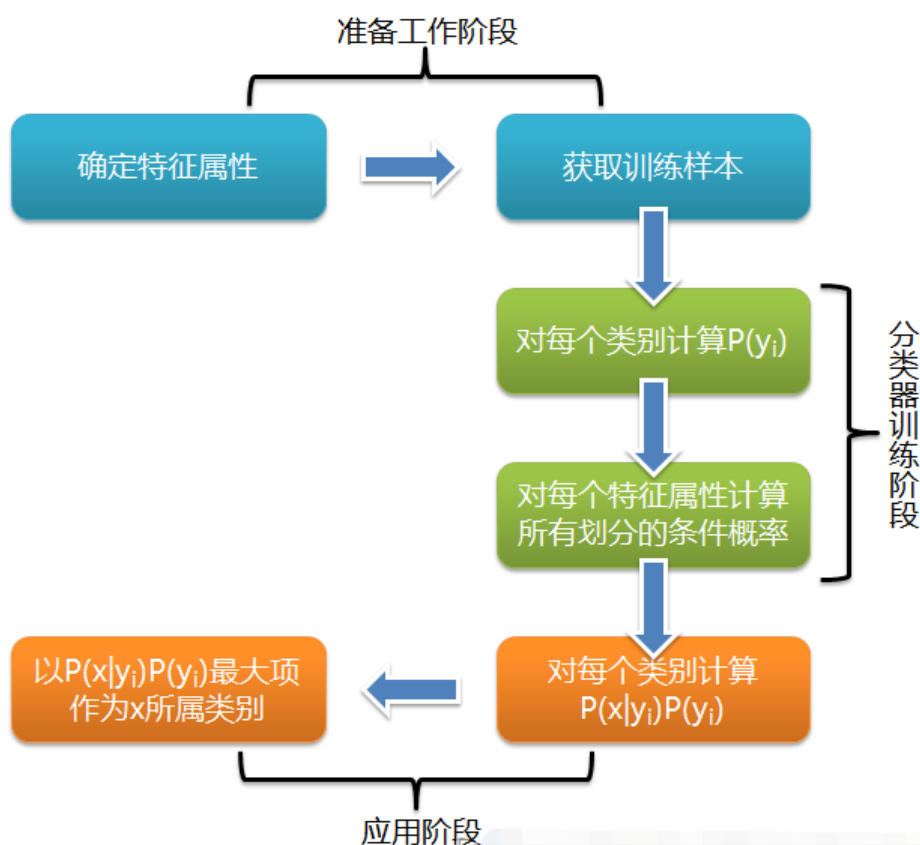 准备工作阶段
确定特征属性
获取训练样本
对每个类别计算P(yᵢ)
分类器训练阶段
对每个特征属性计算
所有划分的条件概率
对每个类别计算
P(x|yᵢ)P(yᵢ)
以P(x|yᵢ)P(yᵢ)最大项
作为x所属类别
应用阶段